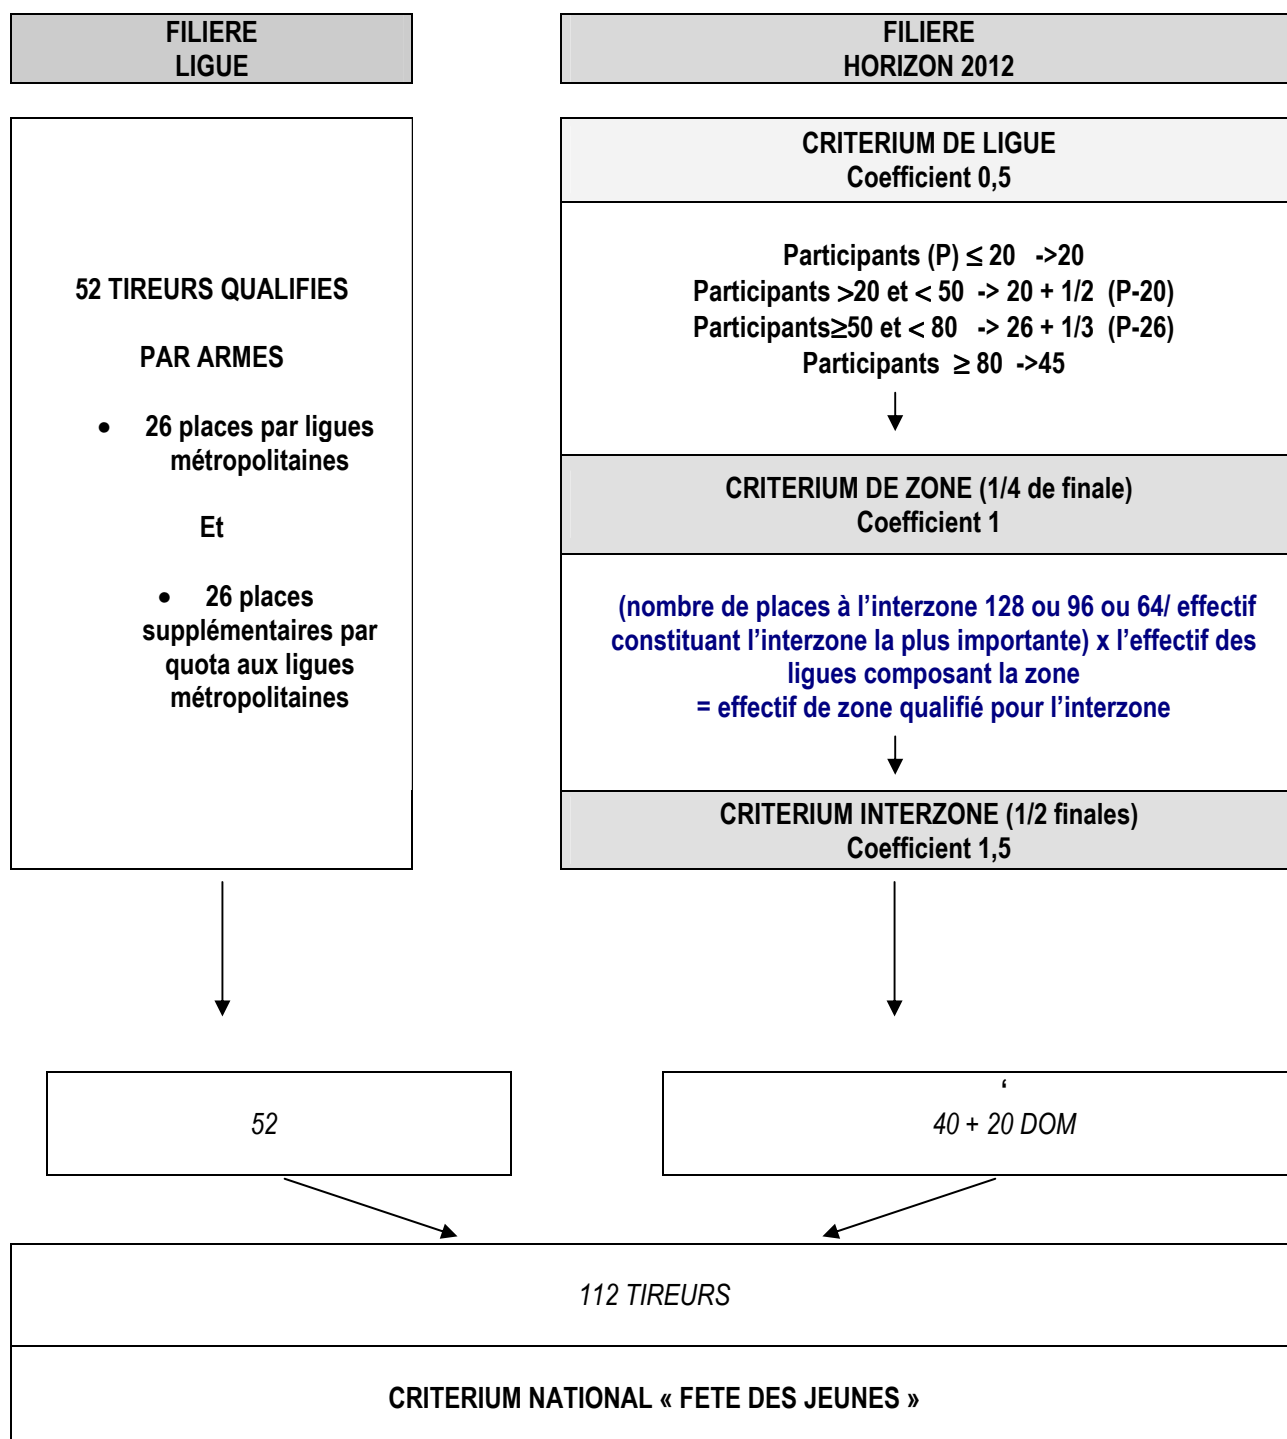 FILIERE
LIGUE
FILIERE
HORIZON 2012
52 TIREURS QUALIFIES
PAR ARMES
• 26 places par ligues
métropolitaines
Et
• 26 places
supplémentaires par
quota aux ligues
métropolitaines
CRITERIUM DE LIGUE
Coefficient 0,5
Participants (P) ≤ 20 ->20
Participants >20 et < 50 -> 20 + 1/2 (P-20)
Participants≥50 et < 80 -> 26 + 1/3 (P-26)
Participants ≥ 80 ->45
CRITERIUM DE ZONE (1/4 de finale)
Coefficient 1
(nombre de places à l’interzone 128 ou 96 ou 64/ effectif
constituant l’interzone la plus importante) x l’effectif des
ligues composant la zone
= effectif de zone qualifié pour l’interzone
CRITERIUM INTERZONE (1/2 finales)
Coefficient 1,5
52
‘
40 + 20 DOM
112 TIREURS
CRITERIUM NATIONAL « FETE DES JEUNES »